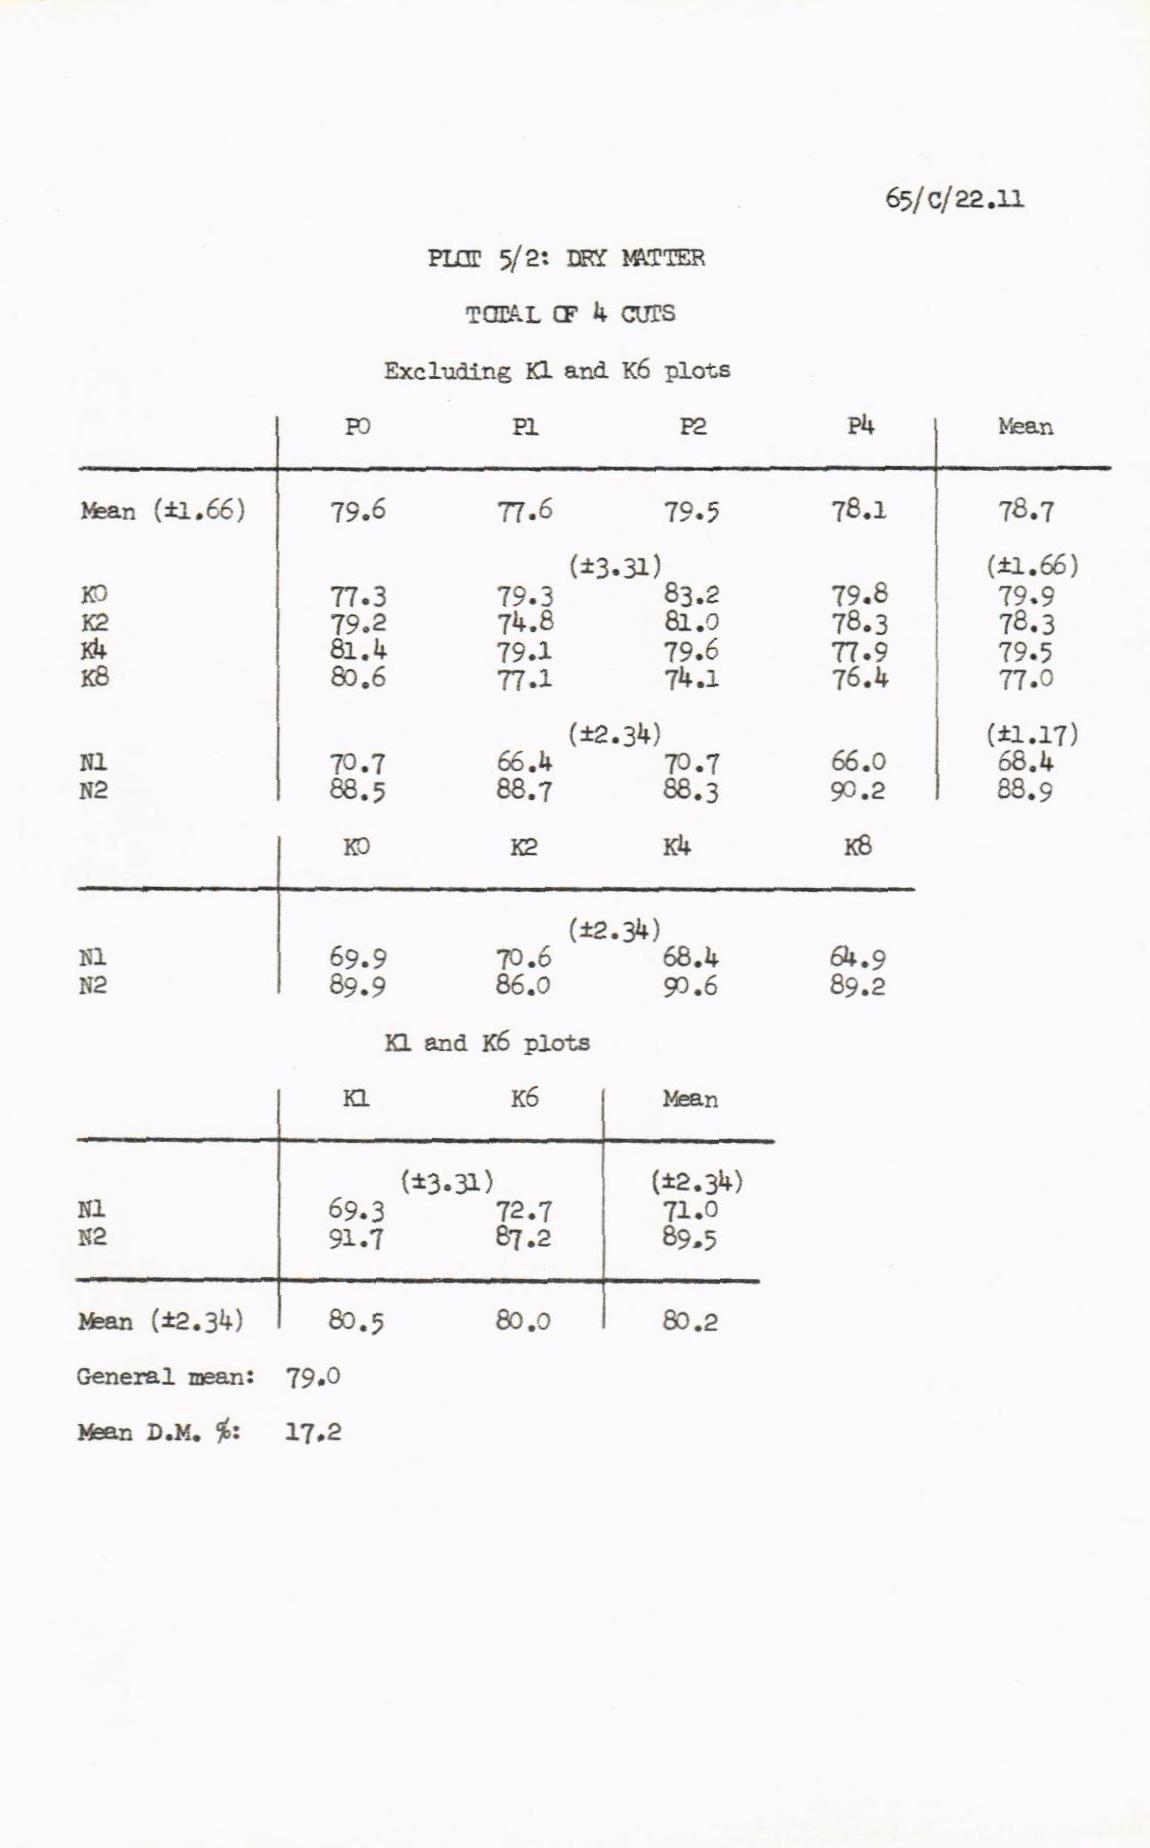 65/C/22.11
PLOT 5/2: DRY MATTER
TOTAL OF 4 CUTS
Excluding K1 and K6 plots
P0 P1 P2 P4 Mean
Mean (±1.66) 79.6 77.6 79.5 78.1 78.7
(±3.31) (±1.66)
K0 77.3 79.3 83.2 79.8 79.9
K2 79.2 74.8 81.0 78.3 78.3
K4 81.4 79.1 79.6 77.9 79.5
K8 80.6 77.1 74.1 76.4 77.0
(±2.34) (±1.17)
N1 70.7 66.4 70.7 66.0 68.4
N2 88.5 88.7 88.3 90.2 88.9
K0 K2 K4 K8
(±2.34)
N1 69.9 70.6 68.4 64.9
N2 89.9 86.0 90.6 89.2
K1 and K6 plots
K1 K6 Mean
(±3.31) (±2.34)
N1 69.3 72.7 71.0
N2 91.7 87.2 89.5
Mean (±2.34) 80.5 80.0 80.2
General mean: 79.0
Mean D.M. %: 17.2